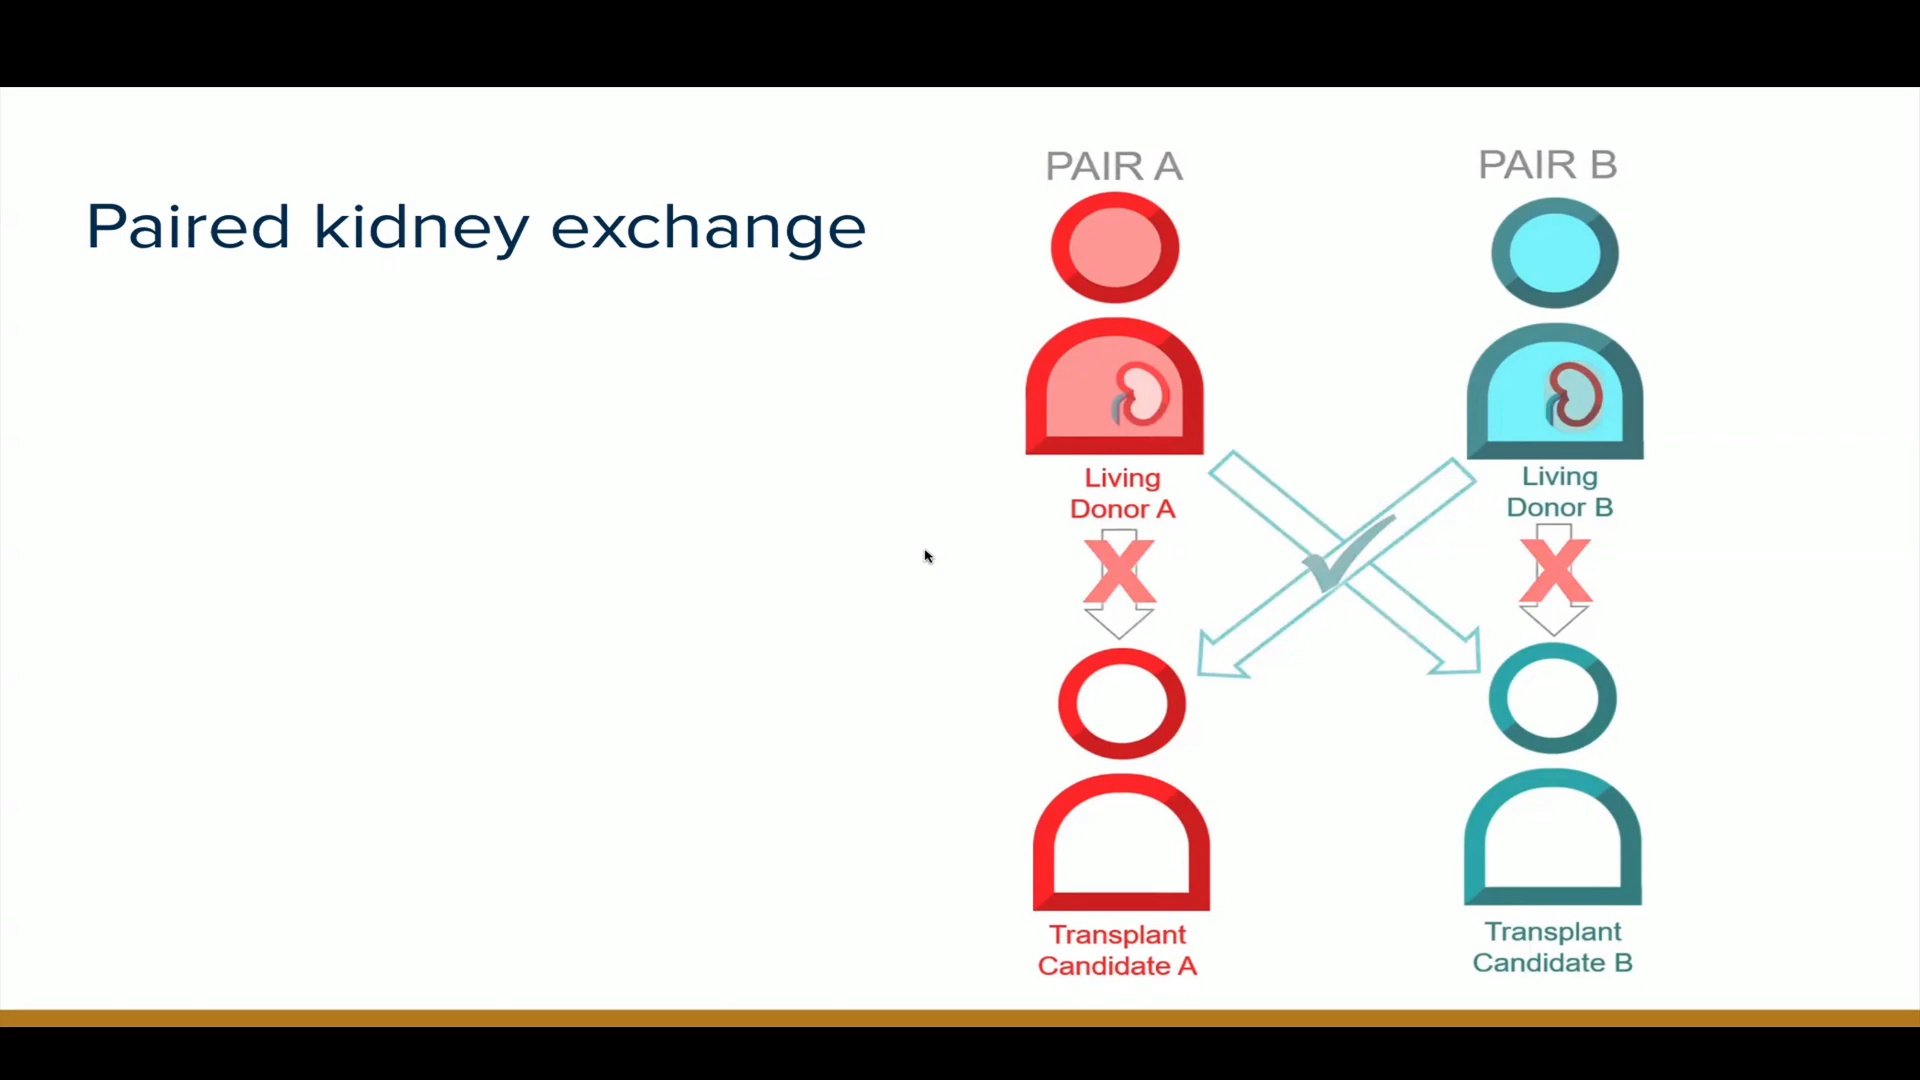 Paired kidney exchange
PAIR A
PAIR B
Living
Donor A
Living
Donor B
X
X
Transplant
Candidate A
Transplant
Candidate B